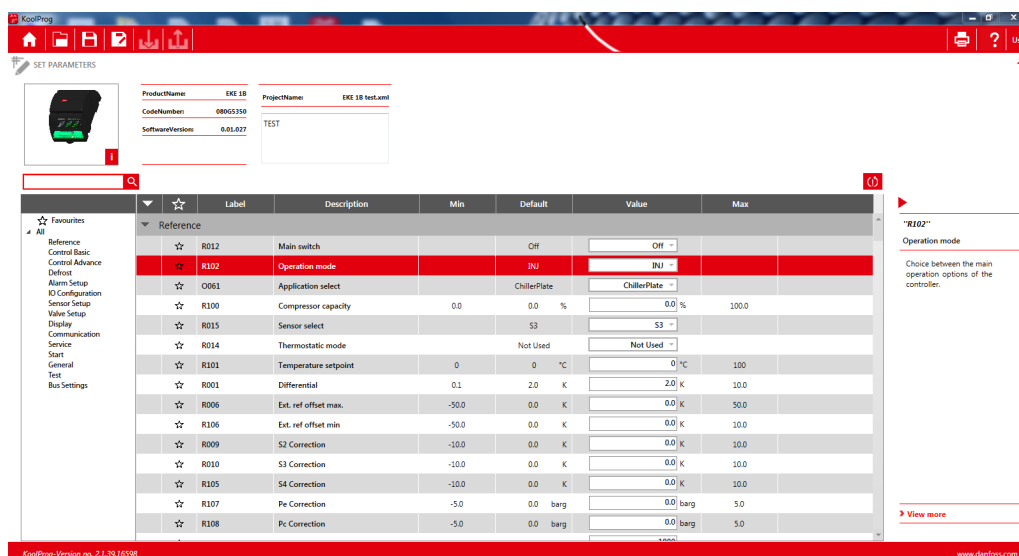 KoolProg
? Us
SET PARAMETERS
ProductName: EKE 1B
CodeNumber: 080G5350
SoftwareVersion: 0.01.027
ProjectName: EKE 1B test.xml
TEST
i
Label Description Min Default Value Max
Favourites
All
Reference
Control Basic
Control Advance
Defrost
Alarm Setup
IO Configuration
Sensor Setup
Valve Setup
Display
Communication
Service
Start
General
Test
Bus Settings
Reference
R012 Main switch Off Off
R102 Operation mode INJ INJ
O061 Application select ChillerPlate ChillerPlate
R100 Compressor capacity 0.0 0.0 % 0.0 % 100.0
R015 Sensor select S3 S3
R014 Thermostatic mode Not Used Not Used
R101 Temperature setpoint 0 0 °C 0 °C 100
R001 Differential 0.1 2.0 K 2.0 K 10.0
R006 Ext. ref offset max. -50.0 0.0 K 0.0 K 50.0
R106 Ext. ref offset min -50.0 0.0 K 0.0 K 10.0
R009 S2 Correction -10.0 0.0 K 0.0 K 10.0
R010 S3 Correction -10.0 0.0 K 0.0 K 10.0
R105 S4 Correction -10.0 0.0 K 0.0 K 10.0
R107 Pe Correction -5.0 0.0 barg 0.0 barg 5.0
R108 Pc Correction -5.0 0.0 barg 0.0 barg 5.0
"R102"
Operation mode
Choice between the main
operation options of the
controller.
View more
KoolProg-Version no. 2.1.39.16598
www.danfoss.com